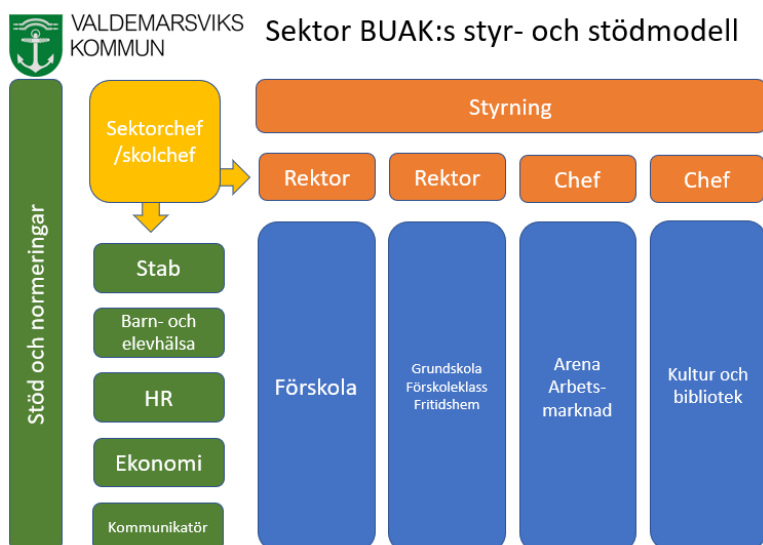 VALDEMARSVIKS
KOMMUN
Sektor BUAK:s styr- och stödmodell
Stöd och normeringar
Sektorchef
/skolchef
Styrning
Rektor
Rektor
Chef
Chef
Stab
Barn- och
elevhälsa
HR
Ekonomi
Kommunikatör
Förskola
Grundskola
Förskoleklass
Fritidshem
Arena
Arbets-
marknad
Kultur och
bibliotek